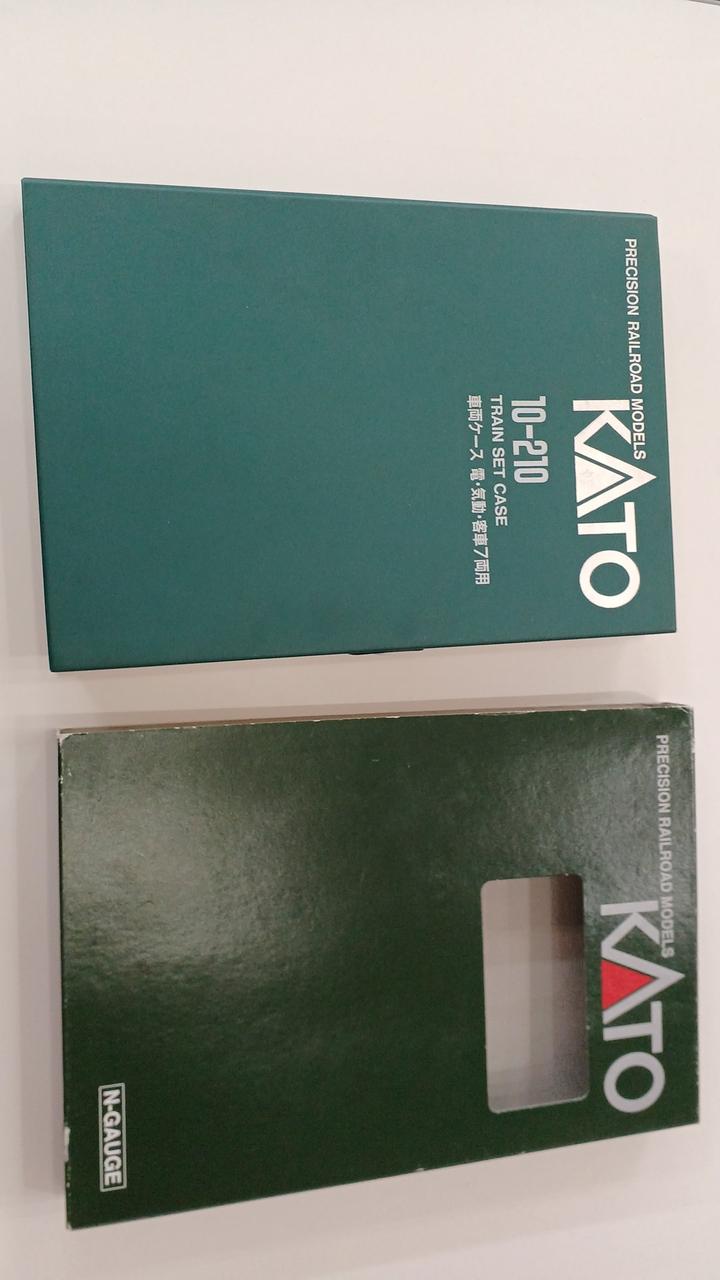 PRECISION RAILROAD MODELS
KATO
10-210
TRAIN SET CASE
車両ケース 電・気動・客車7両用
PRECISION RAILROAD MODELS
KATO
N-GAUGE